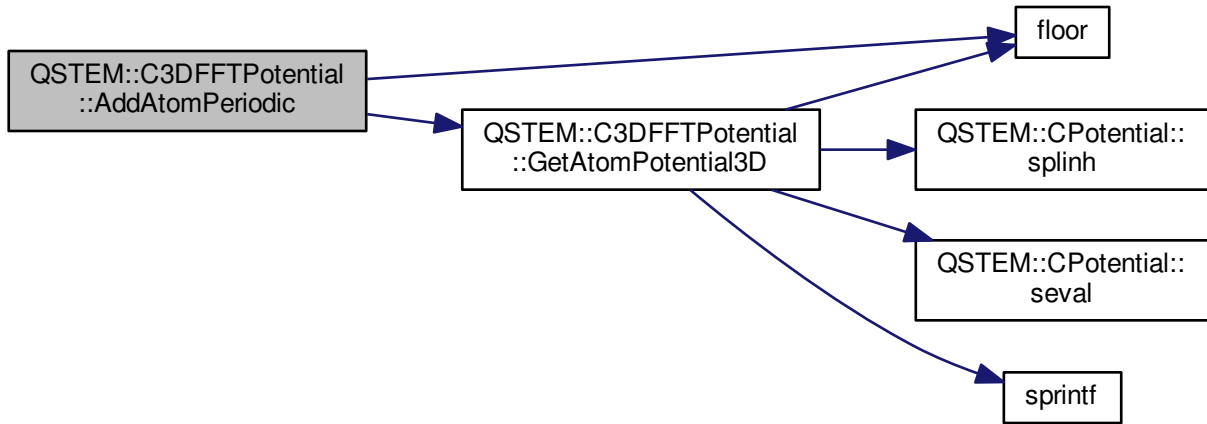 QSTEM::C3DFFTPotential
::AddAtomPeriodic
QSTEM::C3DFFTPotential
::GetAtomPotential3D
floor
QSTEM::CPotential::
splinh
QSTEM::CPotential::
seval
sprintf